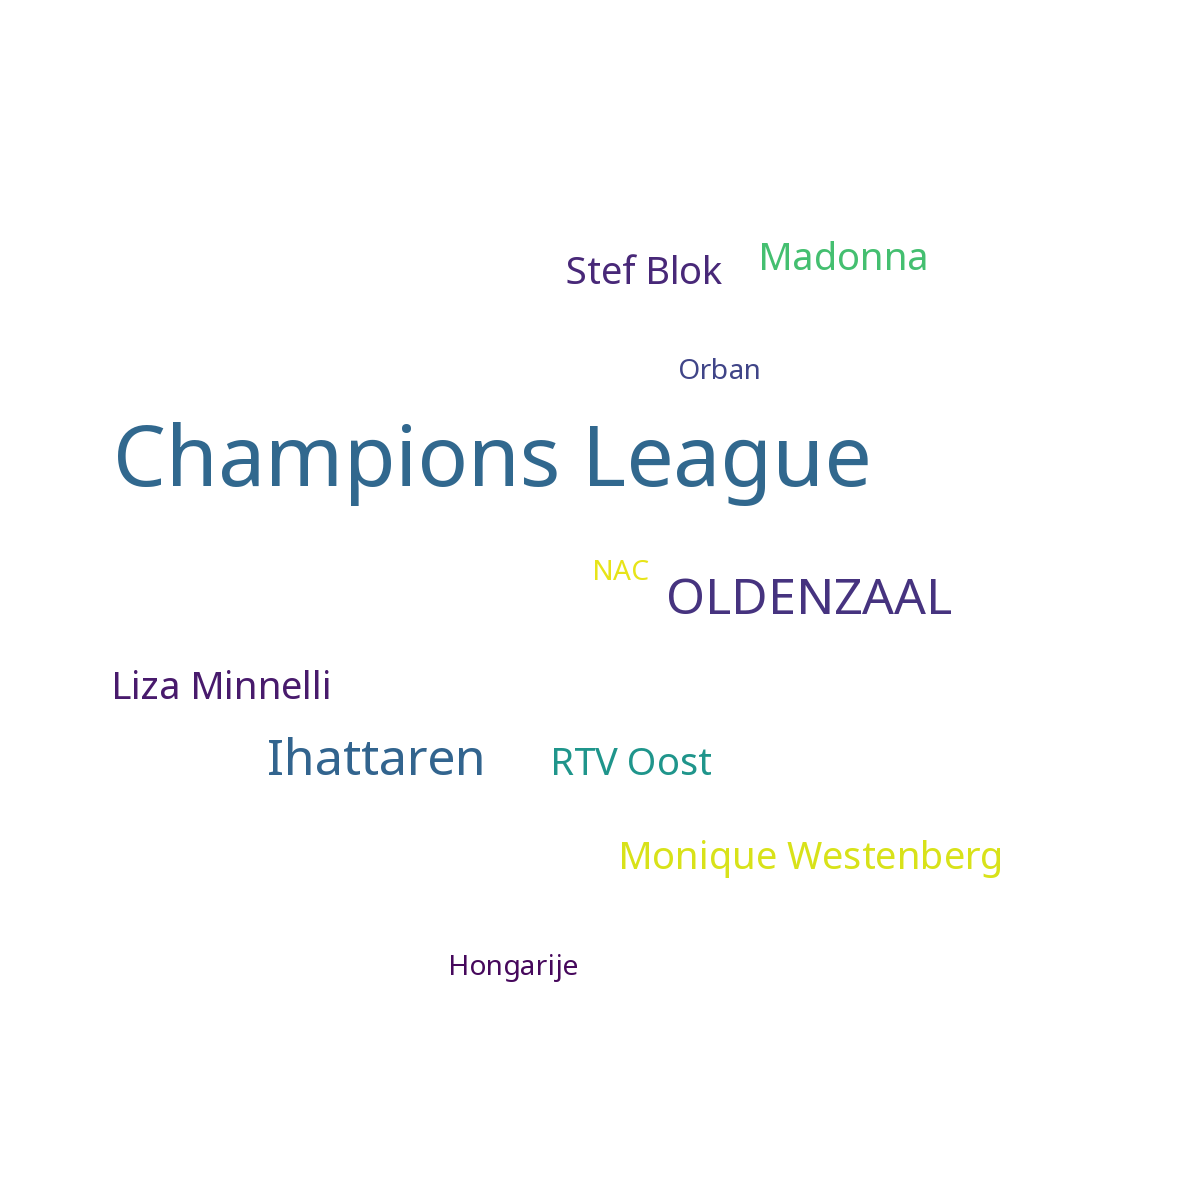 Stef Blok
Madonna
Orban
Champions League
NAC
OLDENZAAL
Liza Minnelli
Ihattaren
RTV Oost
Monique Westenberg
Hongarije